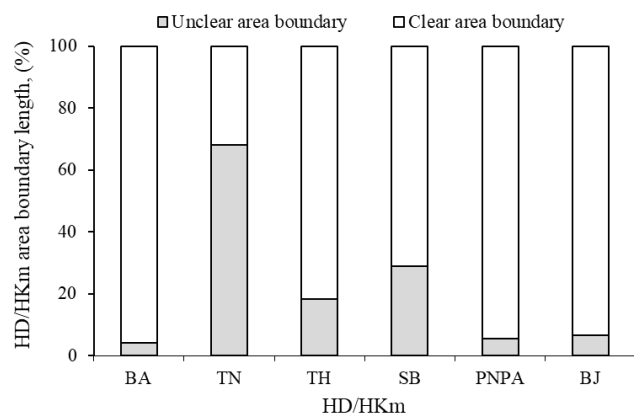 Unclear area boundary Clear area boundary
100
80
60
40
20
0
HD/HKm area boundary length, (%)
BA TN TH SB PNPA BJ
HD/HKm